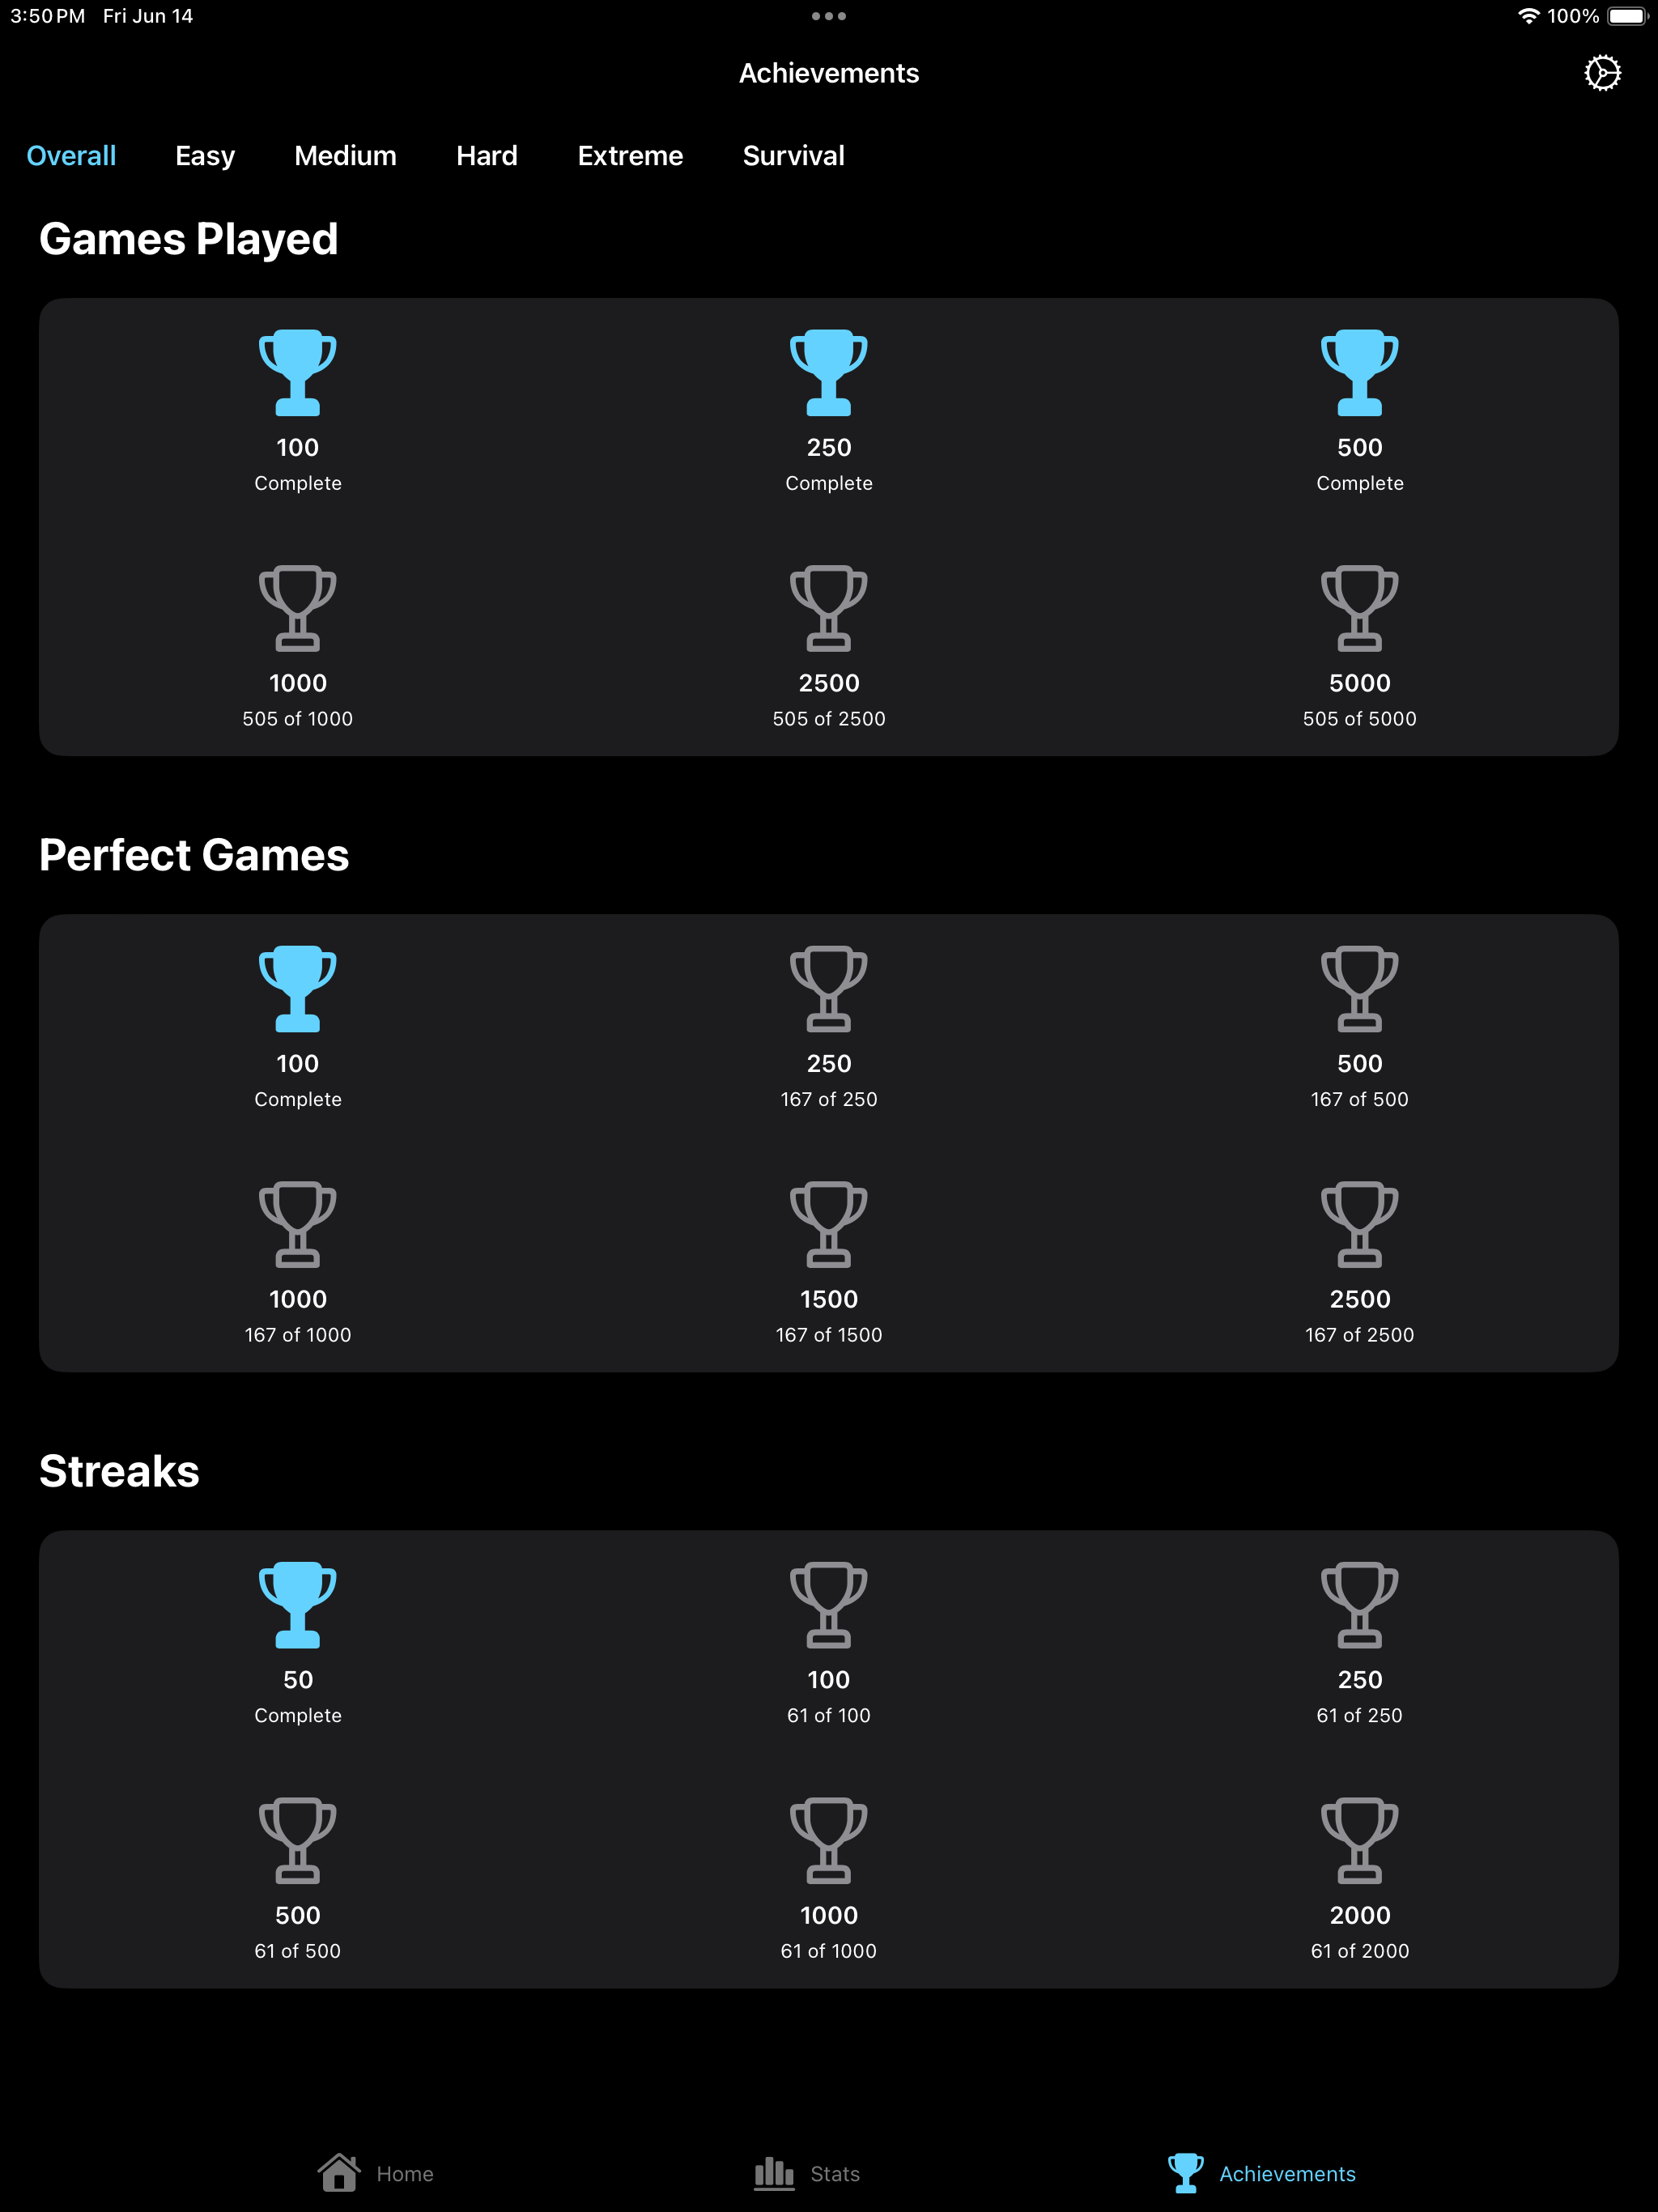 3:50 PM Fri Jun 14
100%
Achievements
Overall Easy Medium Hard Extreme Survival
Games Played
100 250 500
Complete Complete Complete
1000 2500 5000
505 of 1000 505 of 2500 505 of 5000
Perfect Games
100 250 500
Complete 167 of 250 167 of 500
1000 1500 2500
167 of 1000 167 of 1500 167 of 2500
Streaks
50 100 250
Complete 61 of 100 61 of 250
500 1000 2000
61 of 500 61 of 1000 61 of 2000
Home Stats Achievements